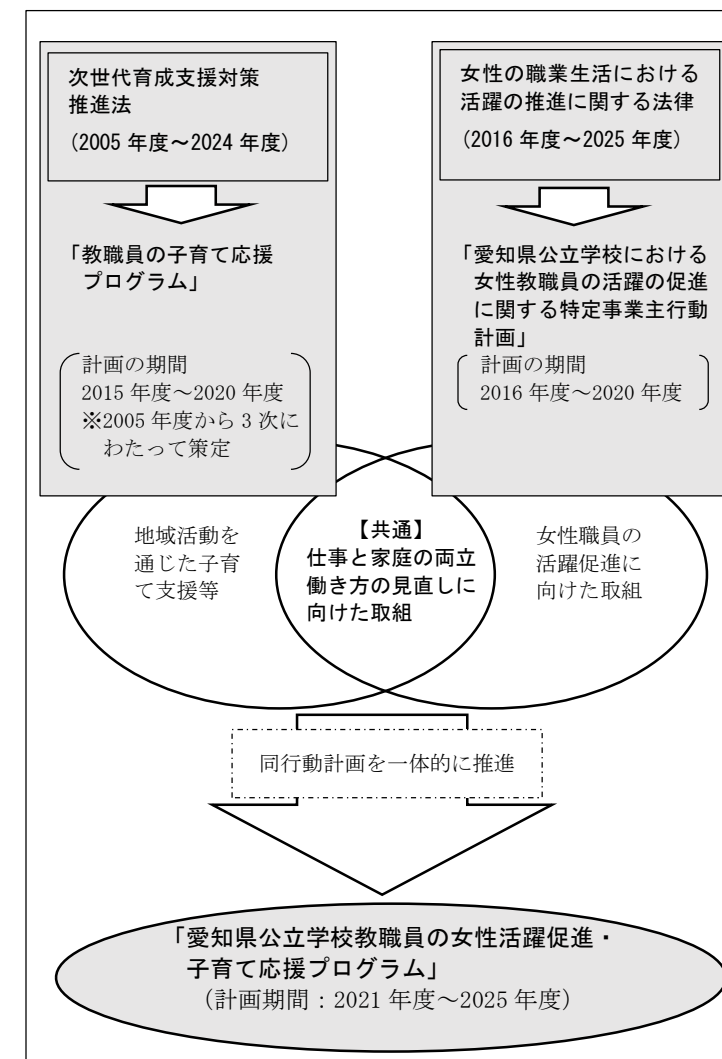 次世代育成支援対策
推進法
(2005 年度～2024 年度)
「教職員の子育て応援
プログラム」
計画の期間
2015 年度～2020 年度
※2005 年度から 3 次に
わたって策定
女性の職業生活における
活躍の推進に関する法律
(2016 年度～2025 年度)
「愛知県公立学校における
女性教職員の活躍の促進
に関する特定事業主行動
計画」
計画の期間
2016 年度～2020 年度
地域活動を
通じた子育
て支援等
【共通】
仕事と家庭の両立
働き方の見直しに
向けた取組
女性職員の
活躍促進に
向けた取組
同行動計画を一体的に推進
「愛知県公立学校教職員の女性活躍促進・
子育て応援プログラム」
（計画期間：2021 年度～2025 年度）